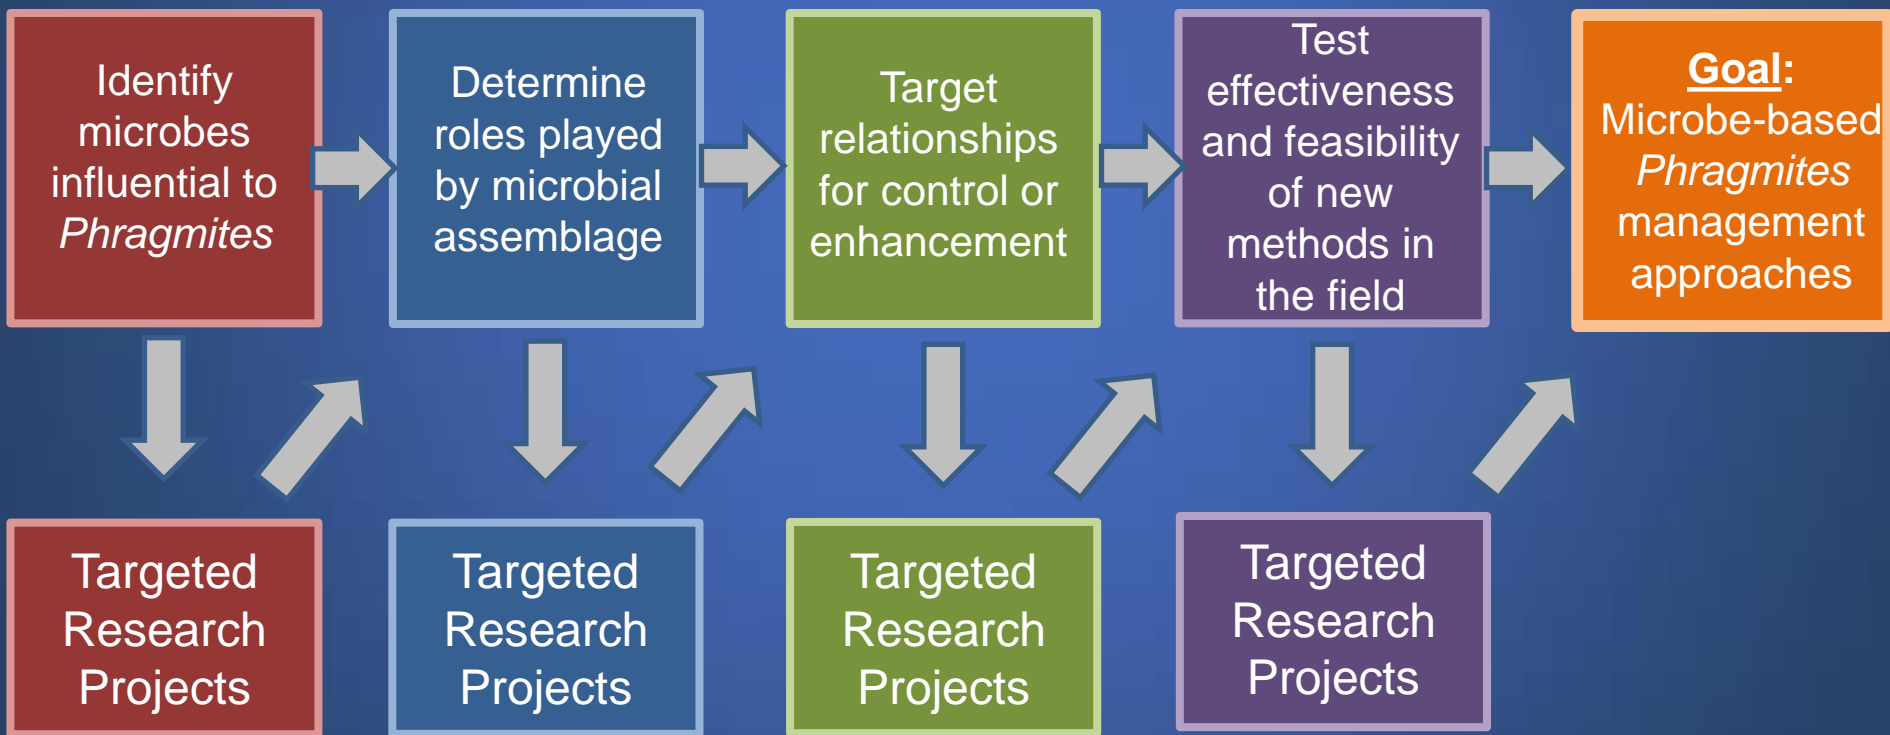 Identify
microbes
influential to
Phragmites
Determine
roles played
by microbial
assemblage
Target
relationships
for control or
enhancement
Test
effectiveness
and feasibility
of new
methods in
the field
Goal:
Microbe-based
Phragmites
management
approaches
Targeted
Research
Projects
Targeted
Research
Projects
Targeted
Research
Projects
Targeted
Research
Projects